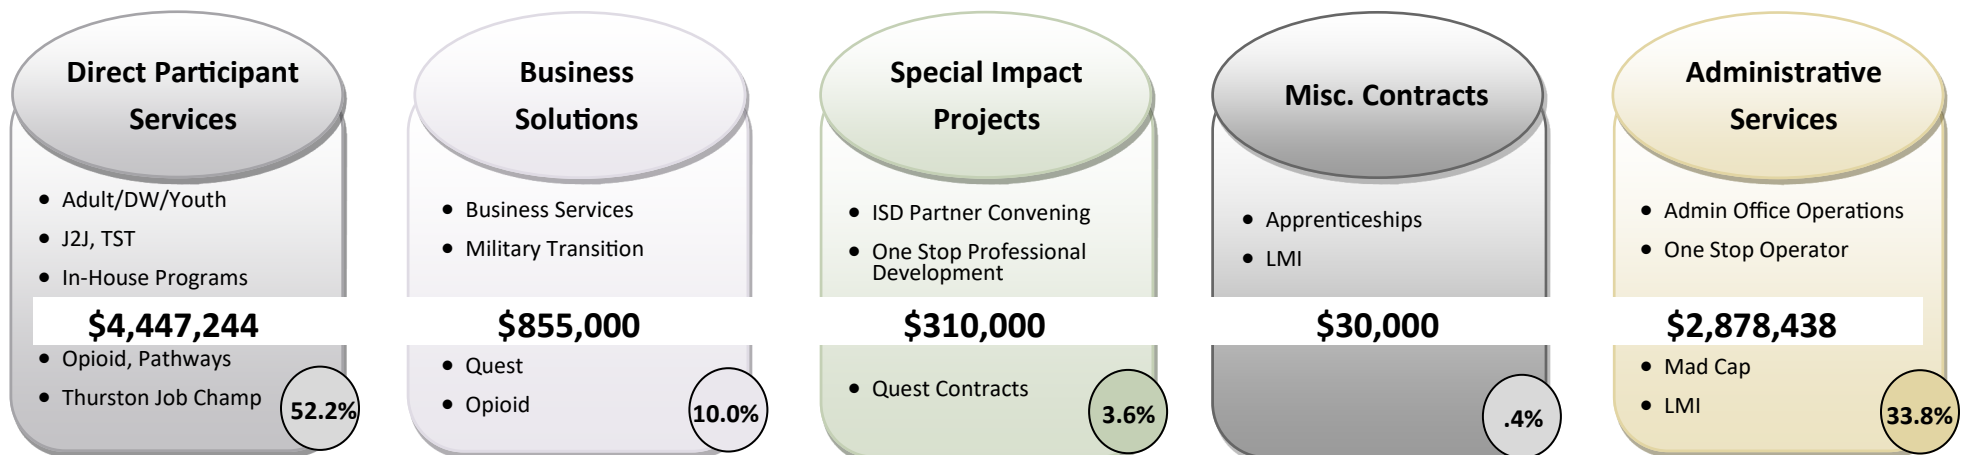 Direct Participant
Services
• Adult/DW/Youth
• J2J, TST
• In-House Programs
$4,447,244
• Opioid, Pathways
• Thurston Job Champ
52.2%
Business
Solutions
• Business Services
• Military Transition
$855,000
• Quest
• Opioid
10.0%
Special Impact
Projects
• ISD Partner Convening
• One Stop Professional
Development
$310,000
• Quest Contracts
3.6%
Misc. Contracts
• Apprenticeships
• LMI
$30,000
.4%
Administrative
Services
• Admin Office Operations
• One Stop Operator
$2,878,438
• Mad Cap
• LMI
33.8%